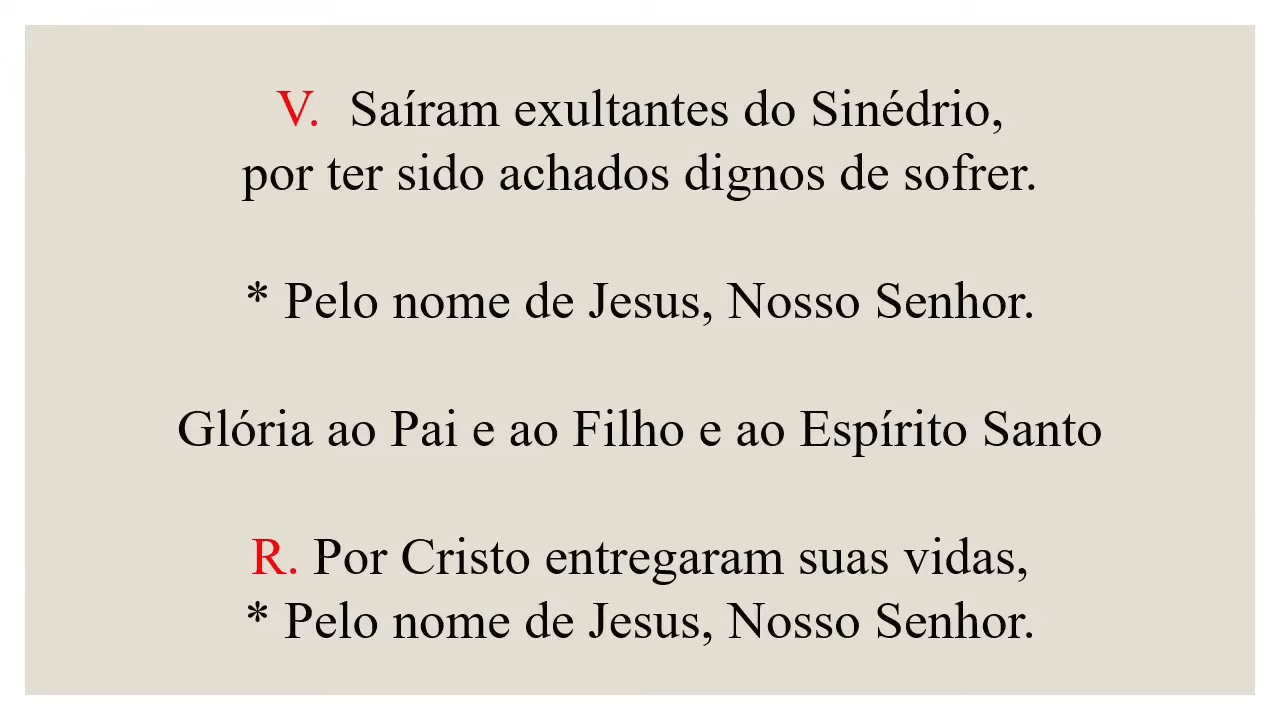 V. Saíram exultantes do Sinédrio,
por ter sido achados dignos de sofrer.
* Pelo nome de Jesus, Nosso Senhor.
Glória ao Pai e ao Filho e ao Espírito Santo
R. Por Cristo entregaram suas vidas,
* Pelo nome de Jesus, Nosso Senhor.